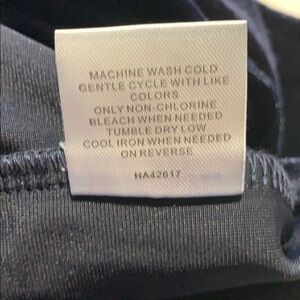 MACHINE WASH COLD
GENTLE CYCLE WITH LIKE
COLORS
ONLY NON-CHLORINE
BLEACH WHEN NEEDED
TUMBLE DRY LOW
COOL IRON WHEN NEEDED
ON REVERSE
HA42617